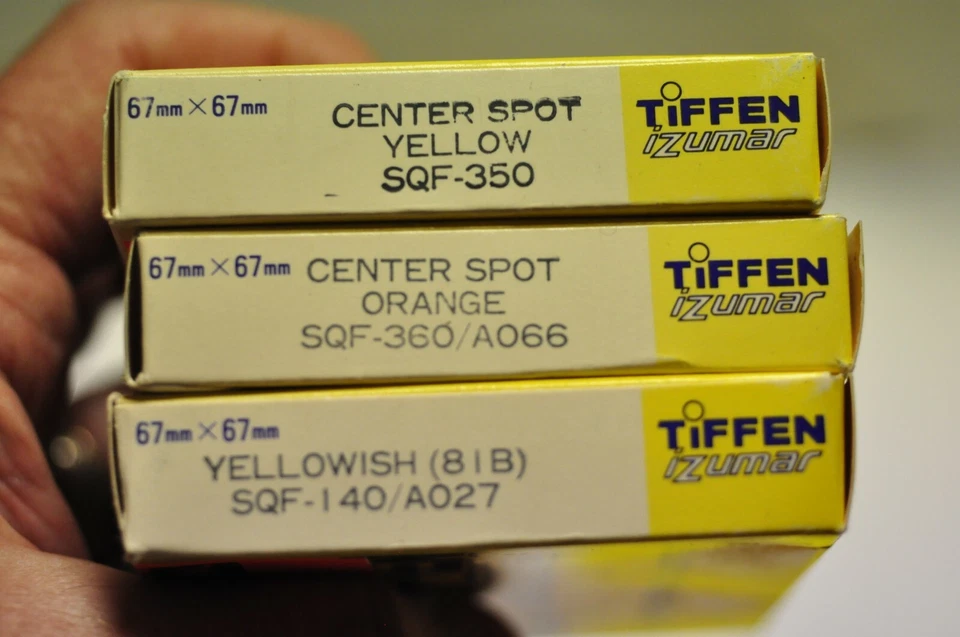 67mm × 67mm
CENTER SPOT
YELLOW
SQF-350
TiFFEN
izumar
67mm × 67mm
CENTER SPOT
ORANGE
SQF-360/A066
TiFFEN
izumar
67mm × 67mm
YELLOWISH (81B)
SQF-140/A027
TiFFEN
izumar